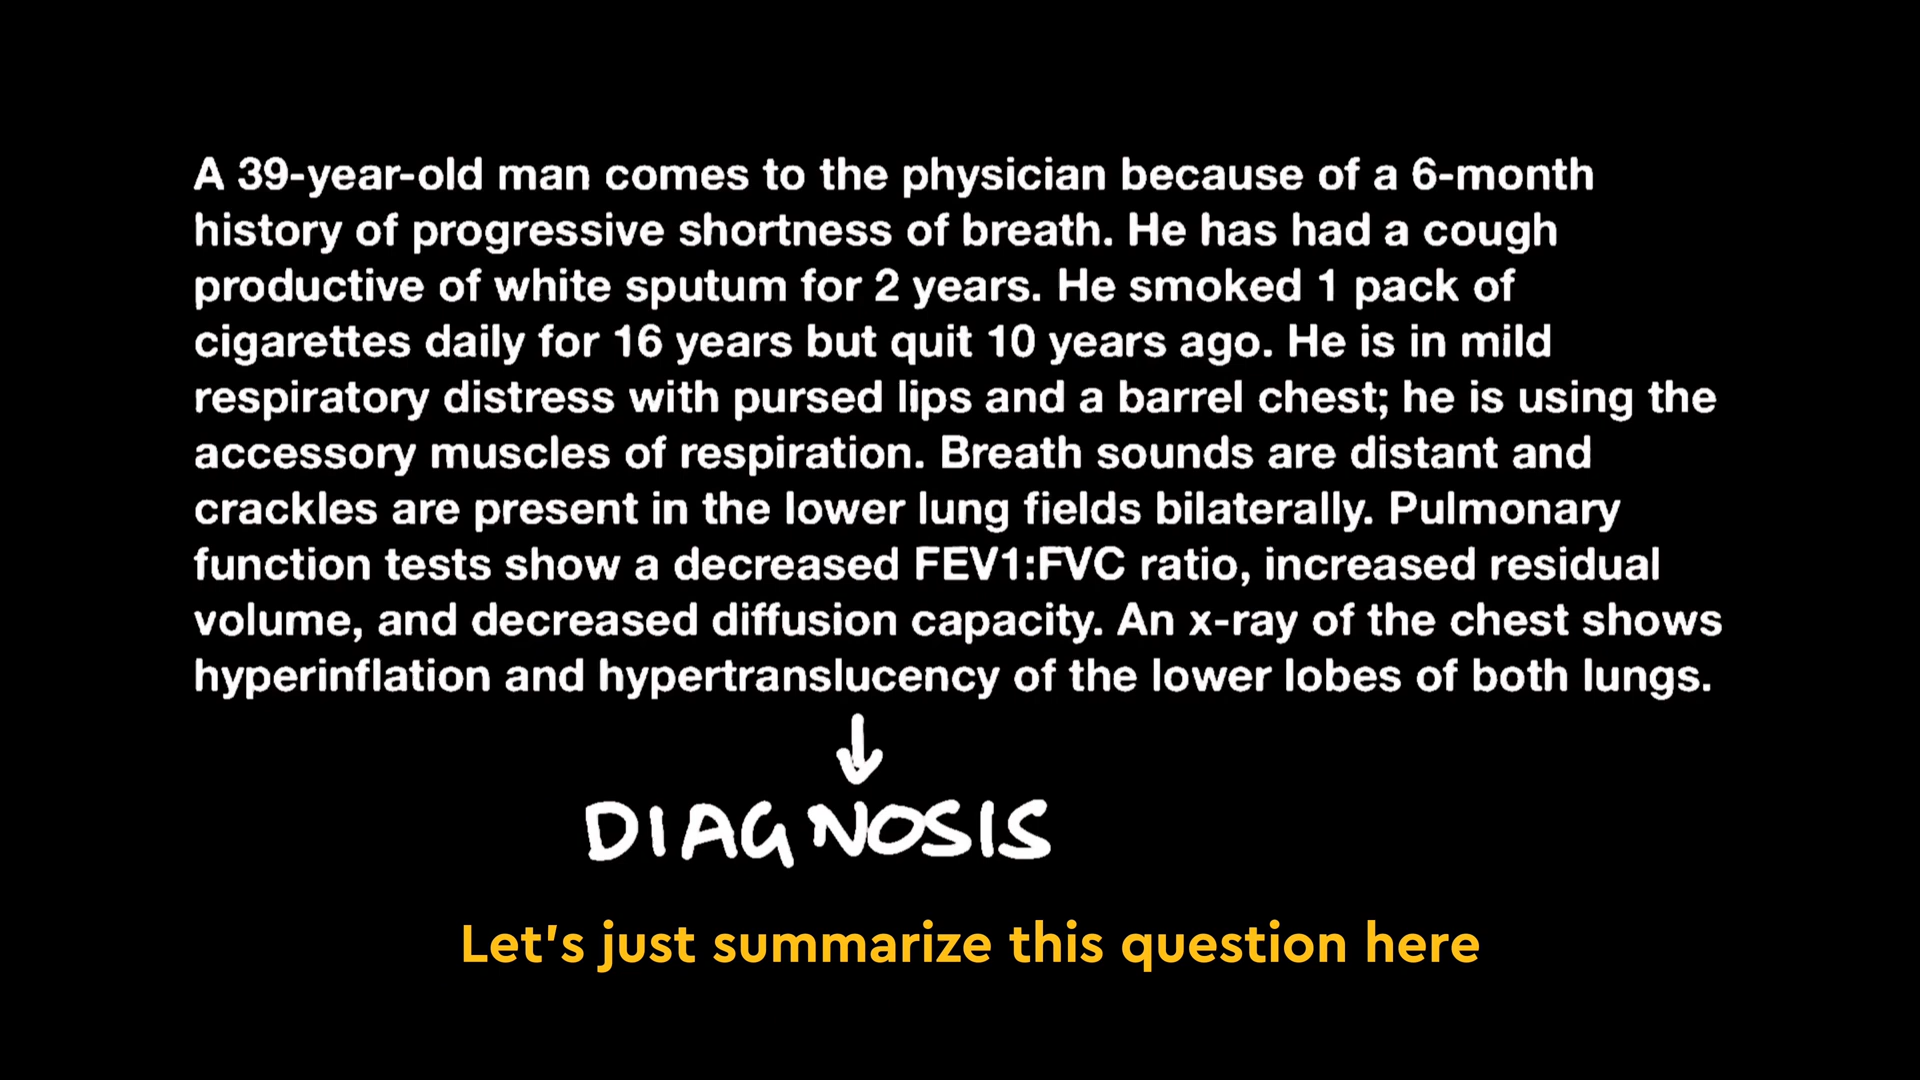 A 39-year-old man comes to the physician because of a 6-month
history of progressive shortness of breath. He has had a cough
productive of white sputum for 2 years. He smoked 1 pack of
cigarettes daily for 16 years but quit 10 years ago. He is in mild
respiratory distress with pursed lips and a barrel chest; he is using the
accessory muscles of respiration. Breath sounds are distant and
crackles are present in the lower lung fields bilaterally. Pulmonary
function tests show a decreased FEV1:FVC ratio, increased residual
volume, and decreased diffusion capacity. An x-ray of the chest shows
hyperinflation and hypertranslucency of the lower lobes of both lungs.
DIAGNOSIS
Let's just summarize this question here